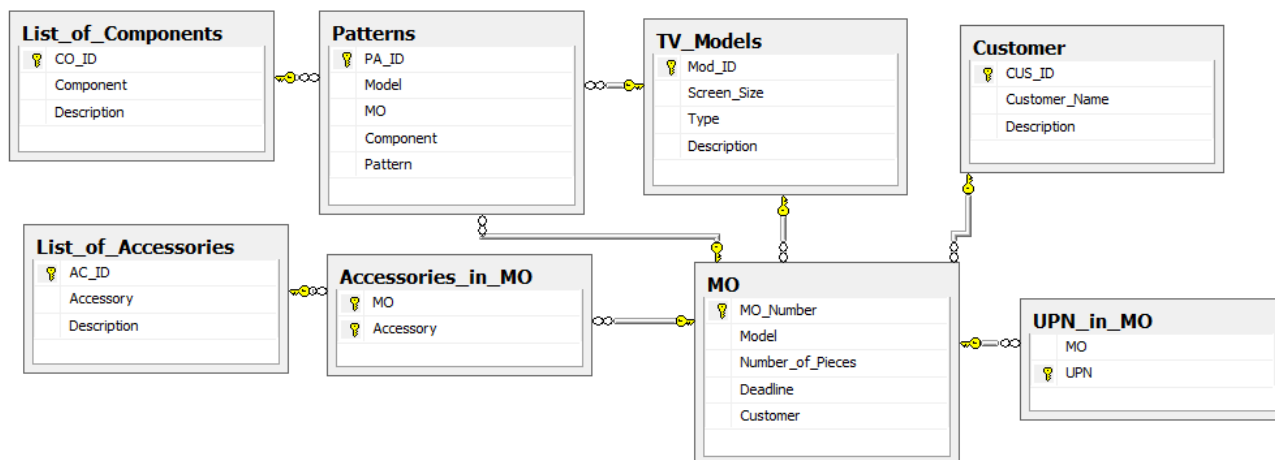 List_of_Components
CO_ID
Component
Description
Patterns
PA_ID
Model
MO
Component
Pattern
TV_Models
Mod_ID
Screen_Size
Type
Description
Customer
CUS_ID
Customer_Name
Description
List_of_Accessories
AC_ID
Accessory
Description
Accessories_in_MO
MO
Accessory
MO
MO_Number
Model
Number_of_Pieces
Deadline
Customer
UPN_in_MO
MO
UPN